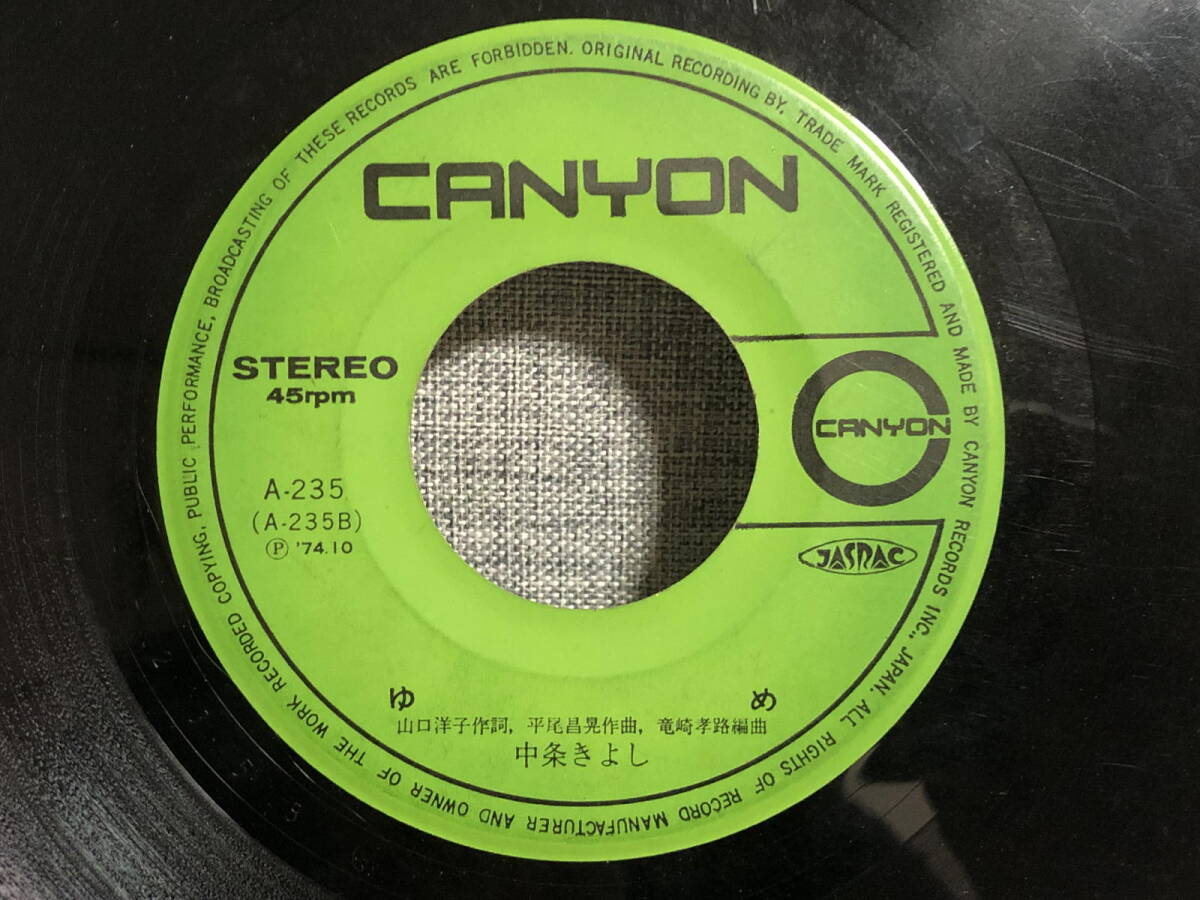 WORK RECORDED COPYING, PUBLIC PERFORMANCE, BROADCASTING OF THESE RECORDS ARE FORBIDDEN. ORIGINAL RECORDING BY. TRADE MARK REGISTERED AND MADE BY CANYON RECORDS INC., JAPAN. ALL RIGHTS OF RECORD MANUFACTURER AND OWNER OF THE
CANYON
STEREO
45rpm
CANYON
A-235
(A-235B)
Ⓟ '74.10
JASRAC
ゆめ
山口洋子作詞, 平尾昌晃作曲, 竜崎孝路編曲
中条きよし